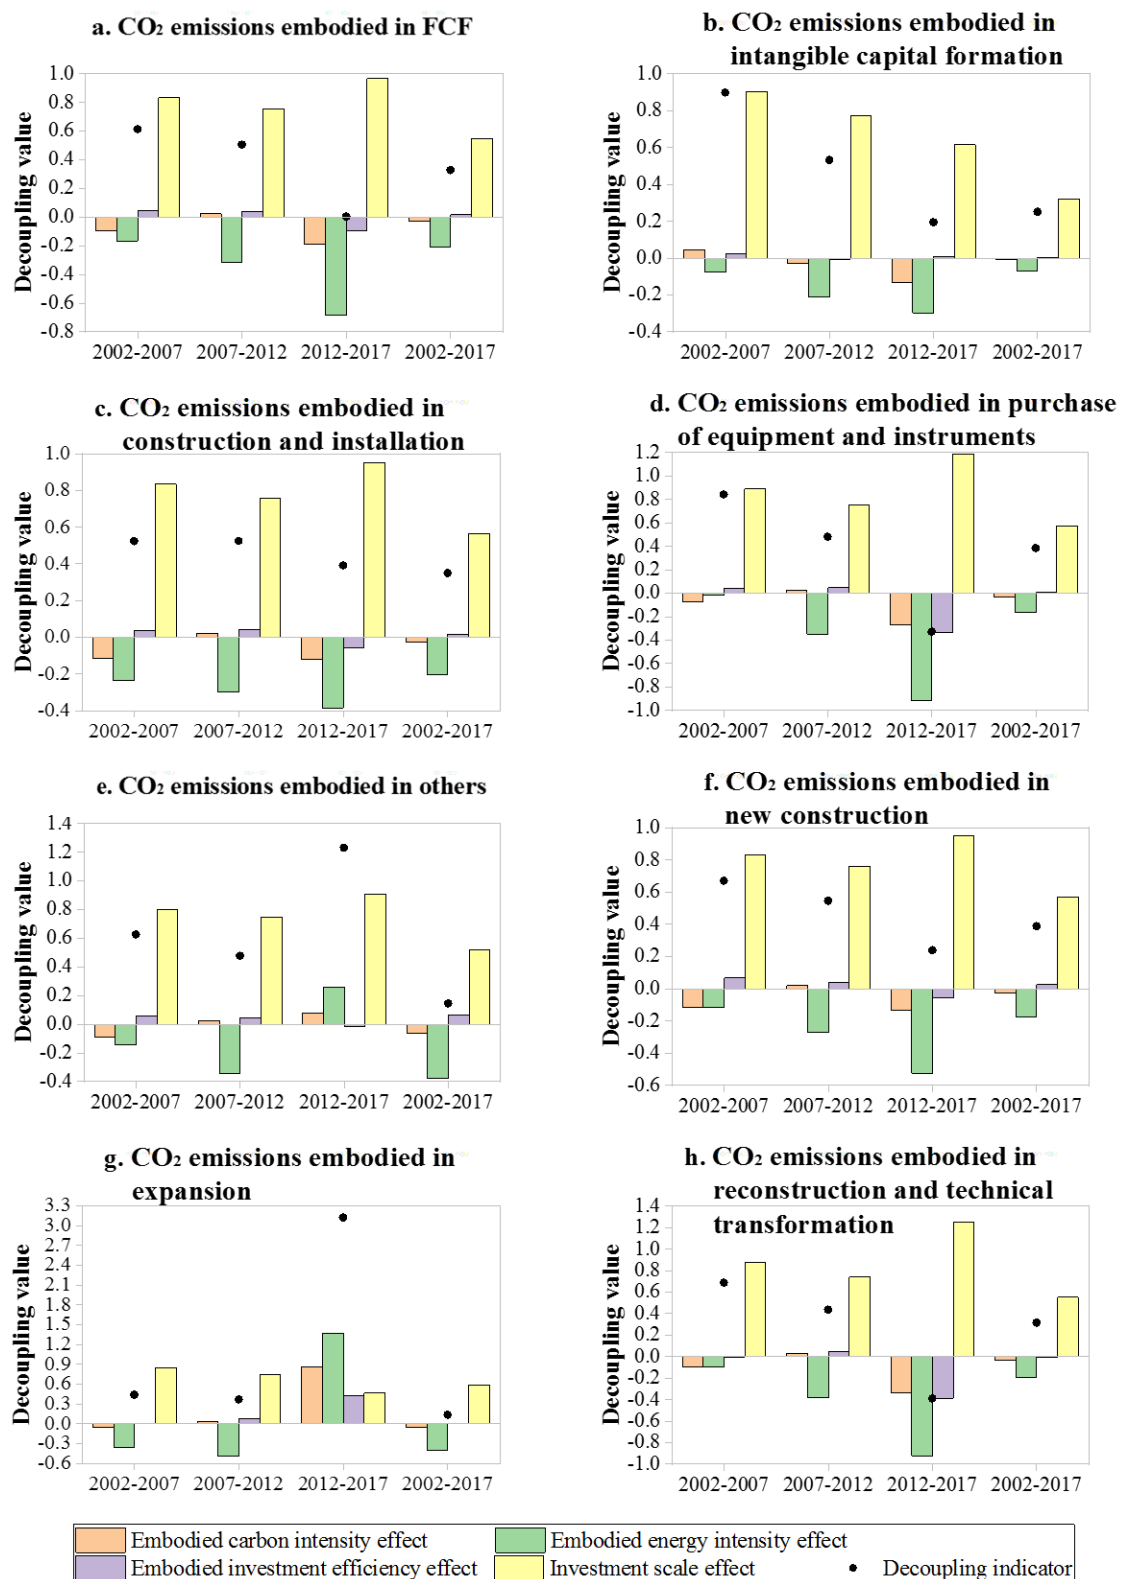 a. CO₂ emissions embodied in FCF
Decoupling value
1.0
0.8
0.6
0.4
0.2
0.0
-0.2
-0.4
-0.6
-0.8
2002-2007 2007-2012 2012-2017 2002-2017
b. CO₂ emissions embodied in
intangible capital formation
Decoupling value
1.0
0.8
0.6
0.4
0.2
0.0
-0.2
-0.4
2002-2007 2007-2012 2012-2017 2002-2017
c. CO₂ emissions embodied in
construction and installation
Decoupling value
1.0
0.8
0.6
0.4
0.2
0.0
-0.2
-0.4
2002-2007 2007-2012 2012-2017 2002-2017
d. CO₂ emissions embodied in purchase
of equipment and instruments
Decoupling value
1.2
1.0
0.8
0.6
0.4
0.2
0.0
-0.2
-0.4
-0.6
-0.8
-1.0
2002-2007 2007-2012 2012-2017 2002-2017
e. CO₂ emissions embodied in others
Decoupling value
1.4
1.2
1.0
0.8
0.6
0.4
0.2
0.0
-0.2
-0.4
2002-2007 2007-2012 2012-2017 2002-2017
f. CO₂ emissions embodied in
new construction
Decoupling value
1.0
0.8
0.6
0.4
0.2
0.0
-0.2
-0.4
-0.6
2002-2007 2007-2012 2012-2017 2002-2017
g. CO₂ emissions embodied in
expansion
Decoupling value
3.3
3.0
2.7
2.4
2.1
1.8
1.5
1.2
0.9
0.6
0.3
0.0
-0.3
-0.6
2002-2007 2007-2012 2012-2017 2002-2017
h. CO₂ emissions embodied in
reconstruction and technical
transformation
Decoupling value
1.4
1.2
1.0
0.8
0.6
0.4
0.2
0.0
-0.2
-0.4
-0.6
-0.8
-1.0
2002-2007 2007-2012 2012-2017 2002-2017
Embodied carbon intensity effect Embodied energy intensity effect
Embodied investment efficiency effect Investment scale effect Decoupling indicator